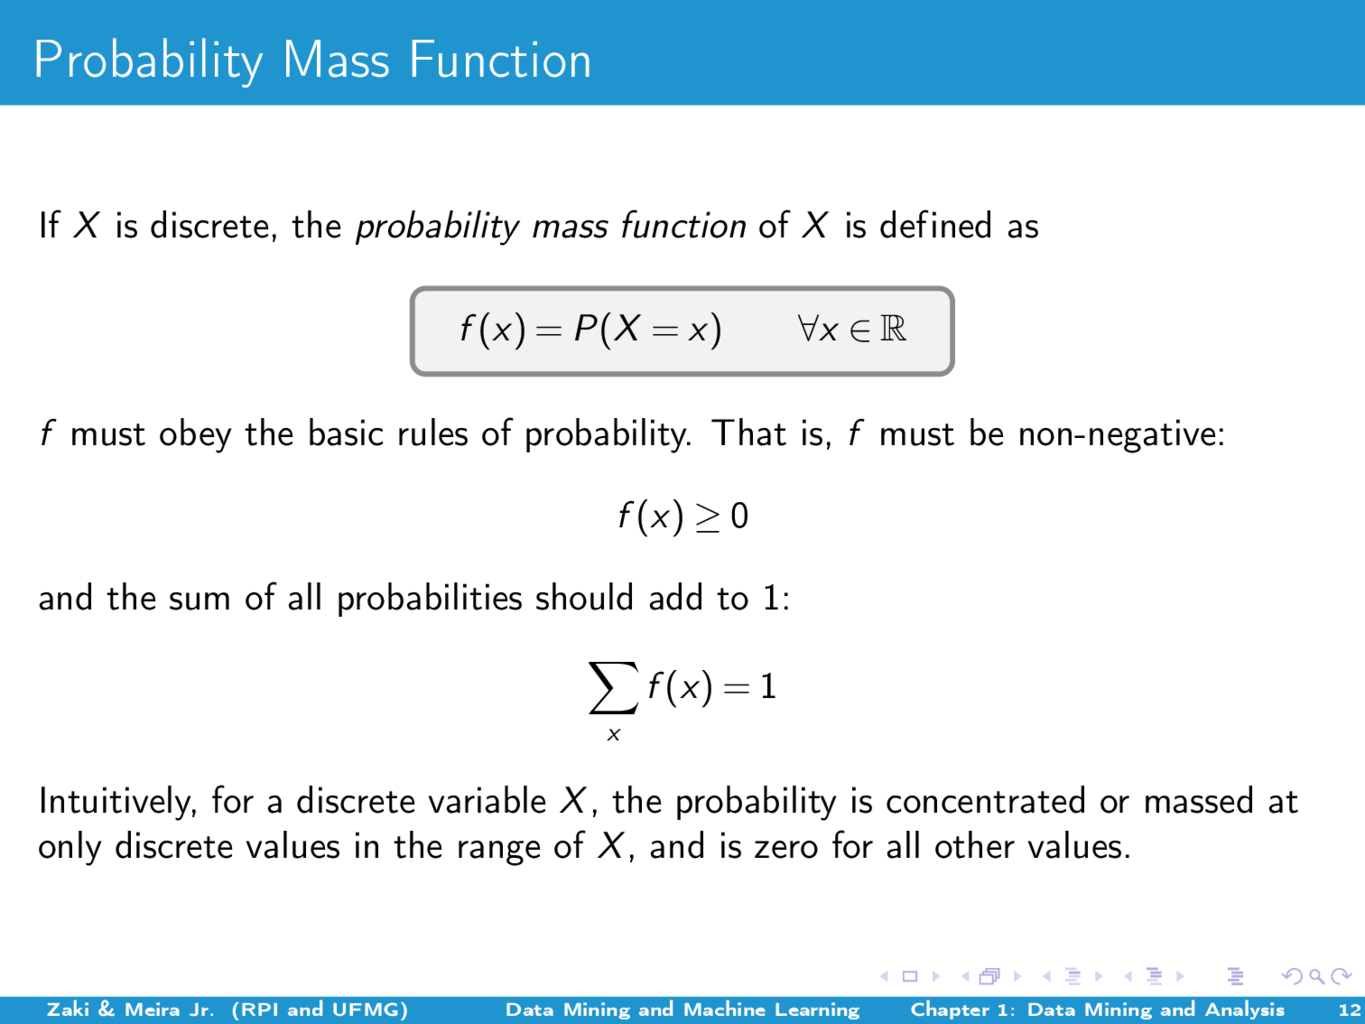 Probability Mass Function
If X is discrete, the probability mass function of X is defined as
f(x) = P(X = x)  ∀x ∈ ℝ
f must obey the basic rules of probability. That is, f must be non-negative:
f(x) ≥ 0
and the sum of all probabilities should add to 1:
∑ f(x) = 1
x
Intuitively, for a discrete variable X, the probability is concentrated or massed at
only discrete values in the range of X, and is zero for all other values.
Zaki & Meira Jr. (RPI and UFMG) Data Mining and Machine Learning Chapter 1: Data Mining and Analysis 12